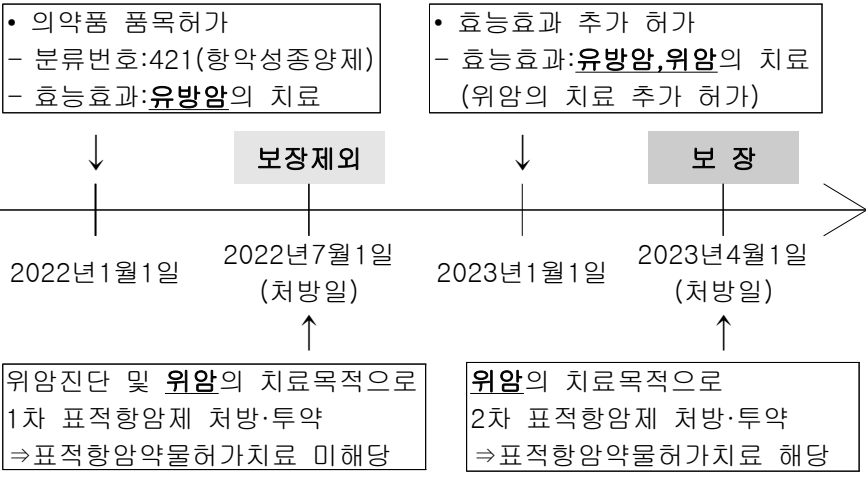 • 의약품 품목허가
- 분류번호:421(항악성종양제)
- 효능효과:유방암의 치료
• 효능효과 추가 허가
- 효능효과:유방암,위암의 치료
(위암의 치료 추가 허가)
보장제외
보 장
2022년1월1일
2022년7월1일
(처방일)
2023년1월1일
2023년4월1일
(처방일)
위암진단 및 위암의 치료목적으로
1차 표적항암제 처방·투약
⇒표적항암약물허가치료 미해당
위암의 치료목적으로
2차 표적항암제 처방·투약
⇒표적항암약물허가치료 해당